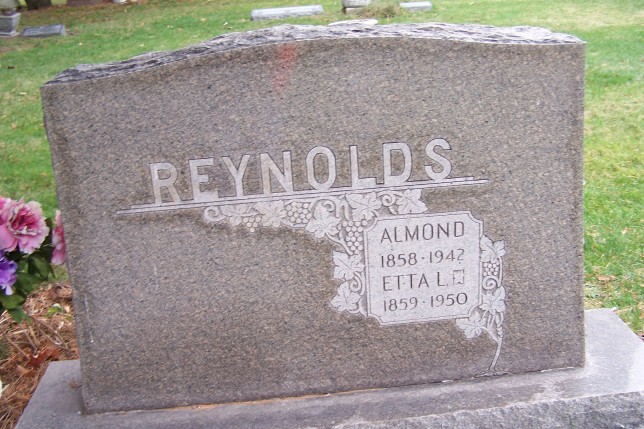 REYNOLDS
ALMOND
1858 · 1942
ETTA L.
1859 · 1950